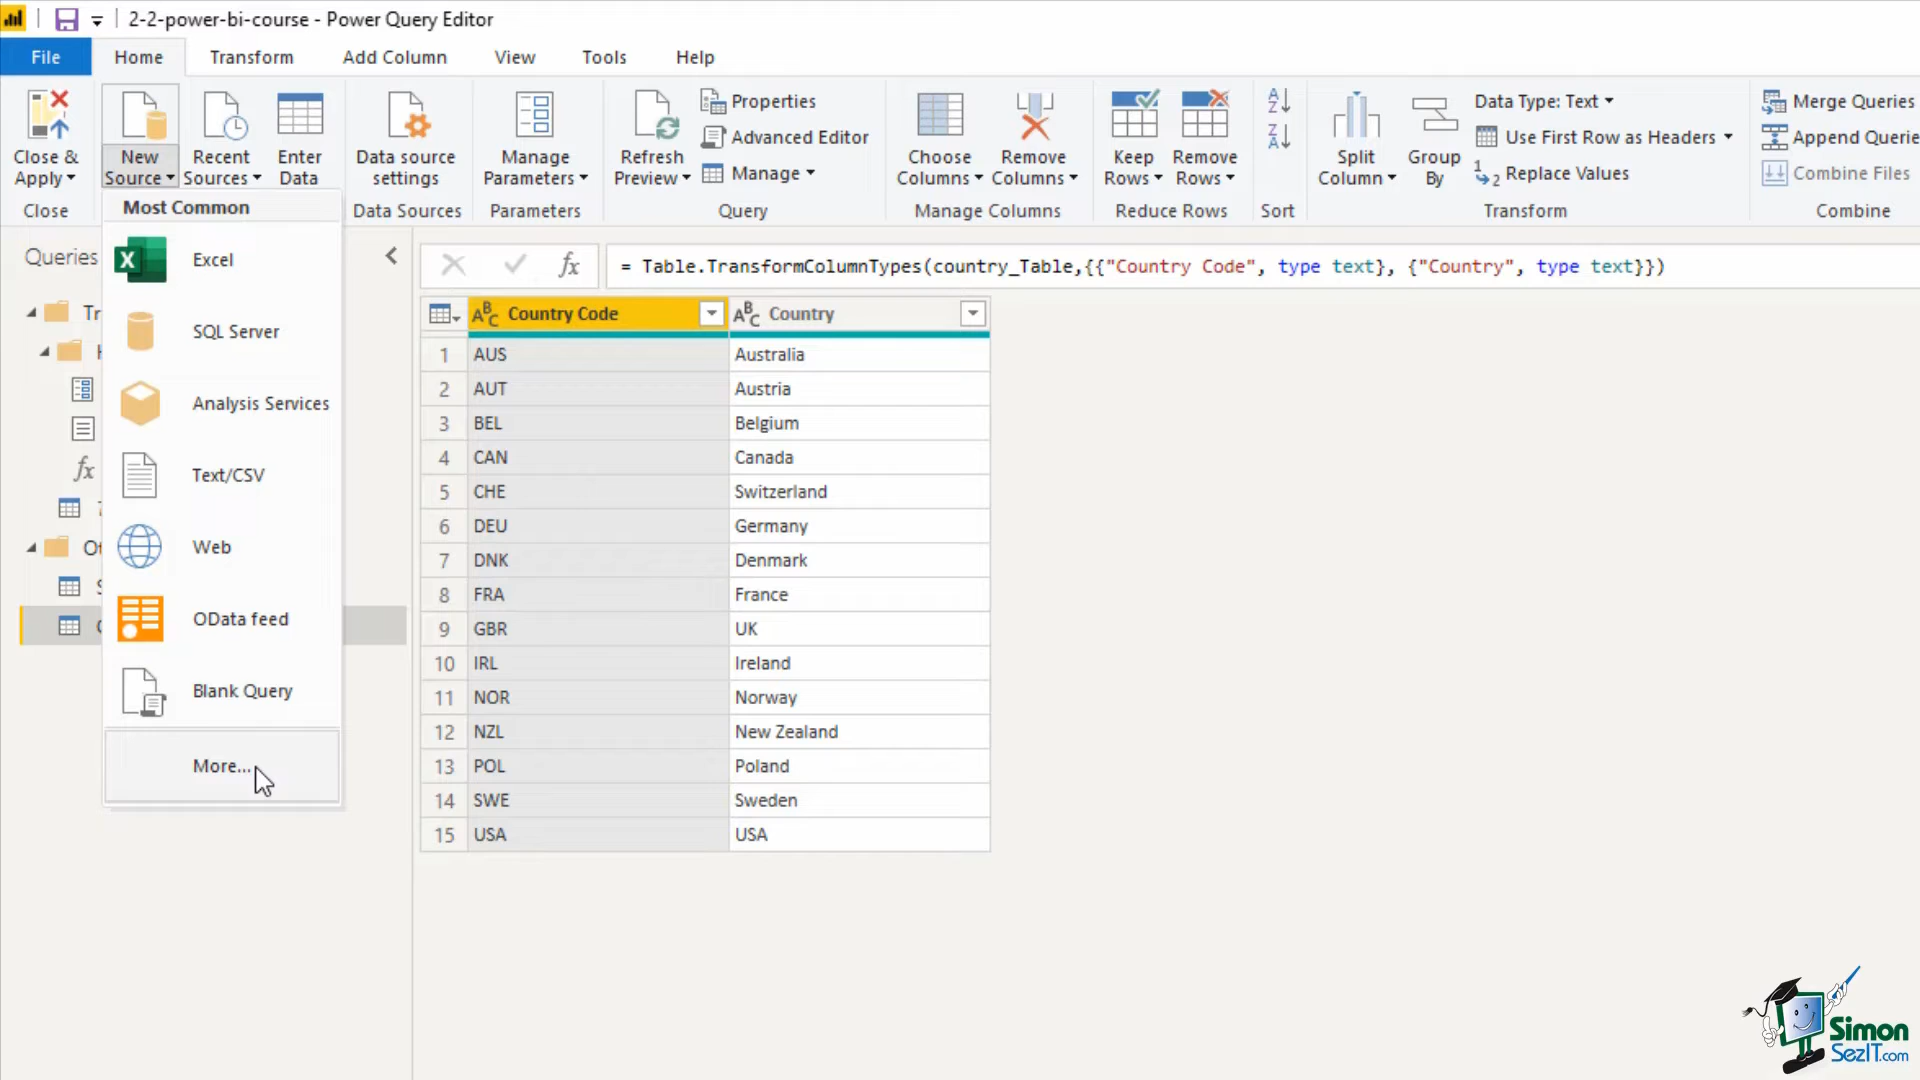 2-2-power-bi-course - Power Query Editor
File Home Transform Add Column View Tools Help
Close & Apply
New Source
Recent Sources
Enter Data
Data source settings
Manage Parameters
Refresh Preview
Properties
Advanced Editor
Manage
Choose Columns
Remove Columns
Keep Rows
Remove Rows
Split Column
Group By
Data Type: Text
Use First Row as Headers
Replace Values
Merge Queries
Append Querie
Combine Files
Close
Data Sources
Parameters
Query
Manage Columns
Reduce Rows
Sort
Transform
Combine
Most Common
Excel
SQL Server
Analysis Services
Text/CSV
Web
OData feed
Blank Query
More...
Queries
Tr
= Table.TransformColumnTypes(country_Table,{{"Country Code", type text}, {"Country", type text}})
Country Code Country
1 AUS Australia
2 AUT Austria
3 BEL Belgium
4 CAN Canada
5 CHE Switzerland
6 DEU Germany
7 DNK Denmark
8 FRA France
9 GBR UK
10 IRL Ireland
11 NOR Norway
12 NZL New Zealand
13 POL Poland
14 SWE Sweden
15 USA USA
Simon
SezIT.com